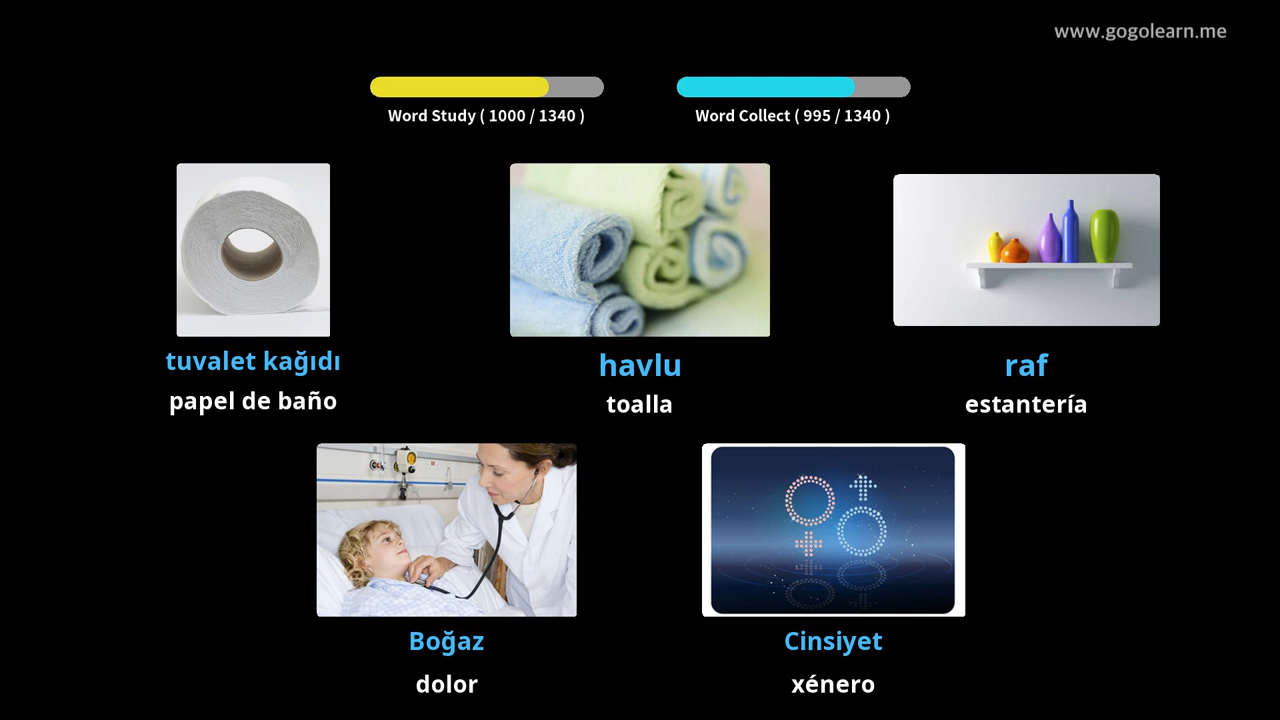 www.gogolearn.me
Word Study ( 1000 / 1340 )
Word Collect ( 995 / 1340 )
tuvalet kağıdı
papel de baño
havlu
toalla
raf
estantería
Boğaz
dolor
Cinsiyet
xénero